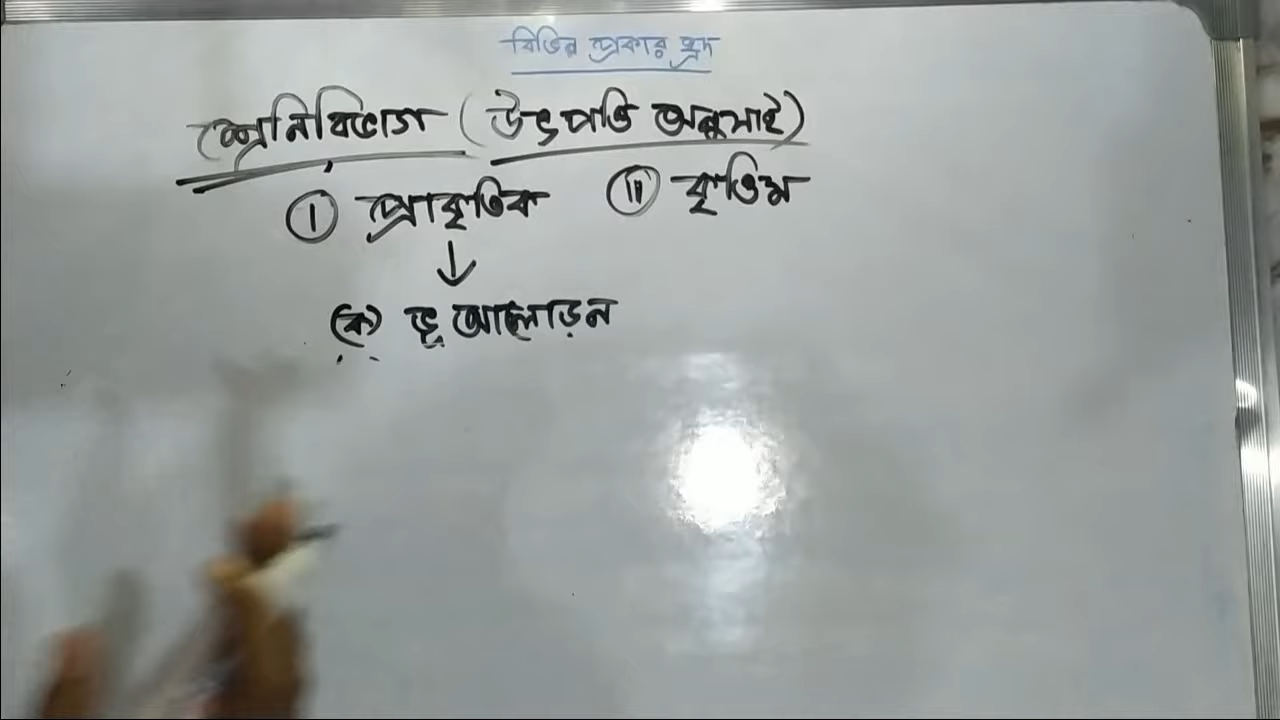 বিভিন্ন প্রকার হ্রদ
শ্রেনিবিভাগ (উৎপত্তি অনুসাই)
i প্রাকৃতিক ii কৃত্তিম
↓
(ক) ভূ আলোড়ন